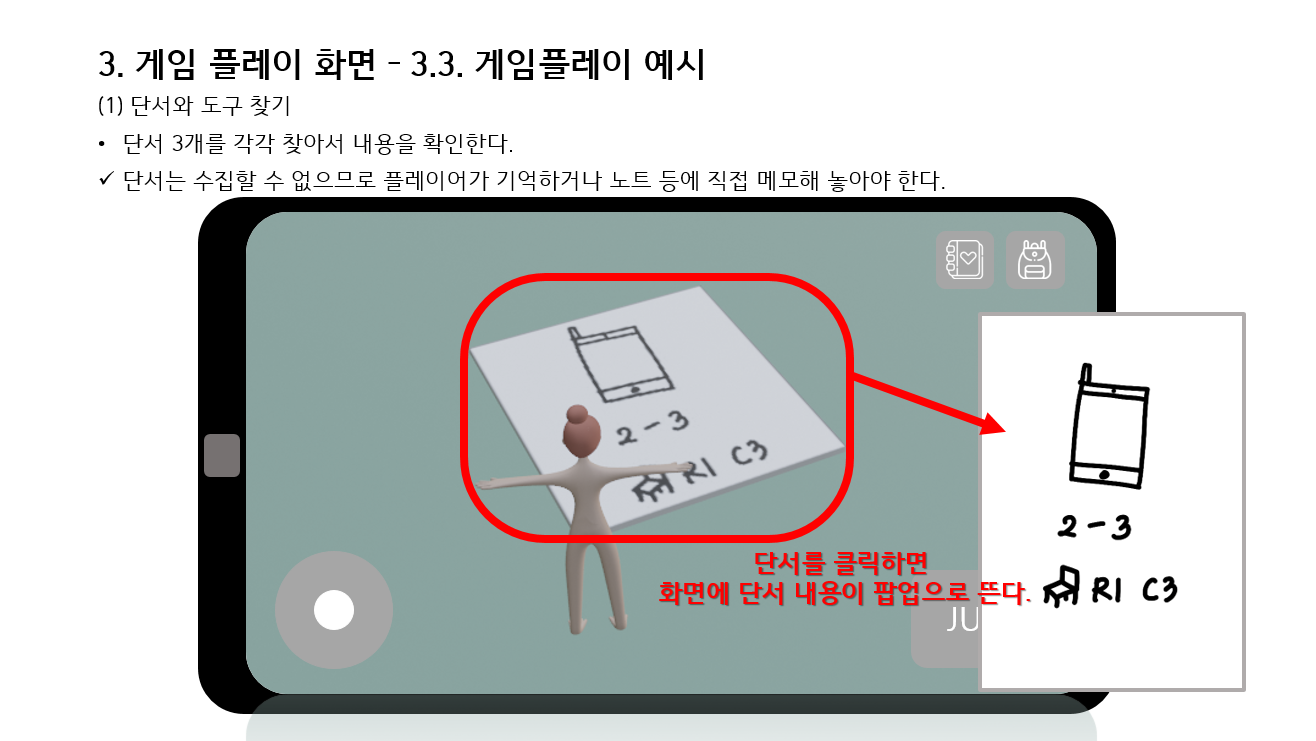 3. 게임 플레이 화면 – 3.3. 게임플레이 예시
(1) 단서와 도구 찾기
• 단서 3개를 각각 찾아서 내용을 확인한다.
✓ 단서는 수집할 수 없으므로 플레이어가 기억하거나 노트 등에 직접 메모해 놓아야 한다.
2-3
R1 C3
단서를 클릭하면
화면에 단서 내용이 팝업으로 뜬다.
JU
2-3
R1 C3